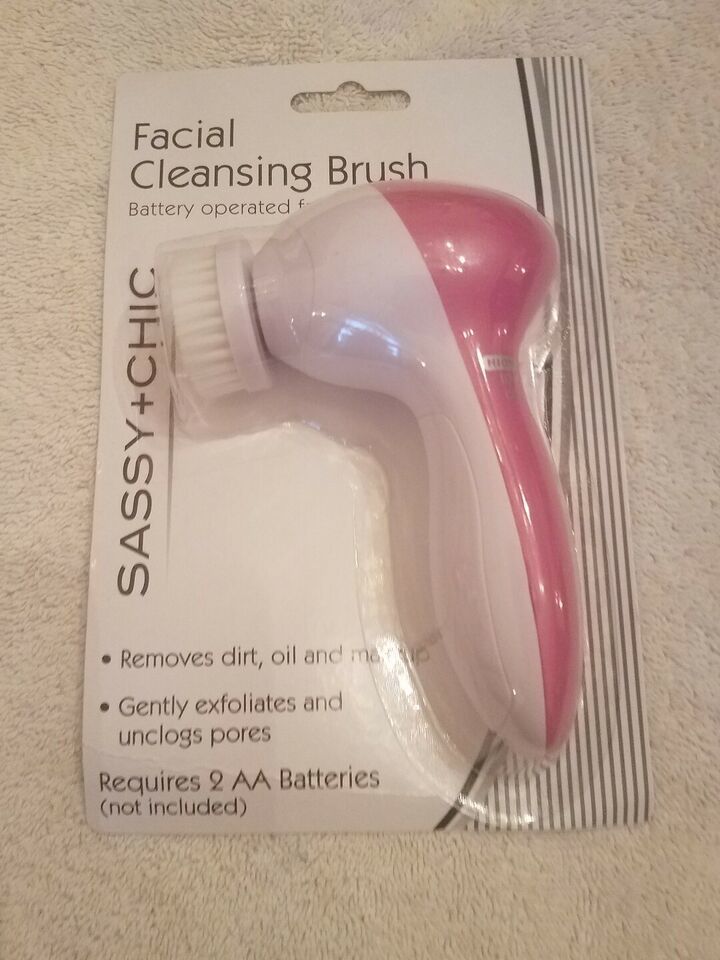 Facial
Cleansing Brush
Battery operated
SASSY+CHIC
• Removes dirt, oil and makeup
• Gently exfoliates and
unclogs pores
Requires 2 AA Batteries
(not included)